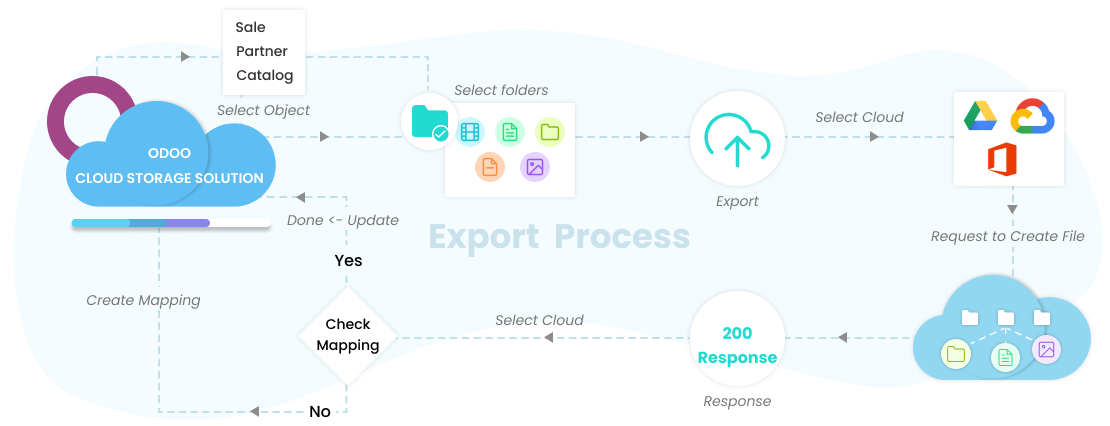 Sale
Partner
Catalog
Select Object
Select folders
Select Cloud
ODOO
CLOUD STORAGE SOLUTION
Export
Done <- Update
Export Process
Request to Create File
Yes
Create Mapping
Check
Mapping
Select Cloud
200
Response
Response
No